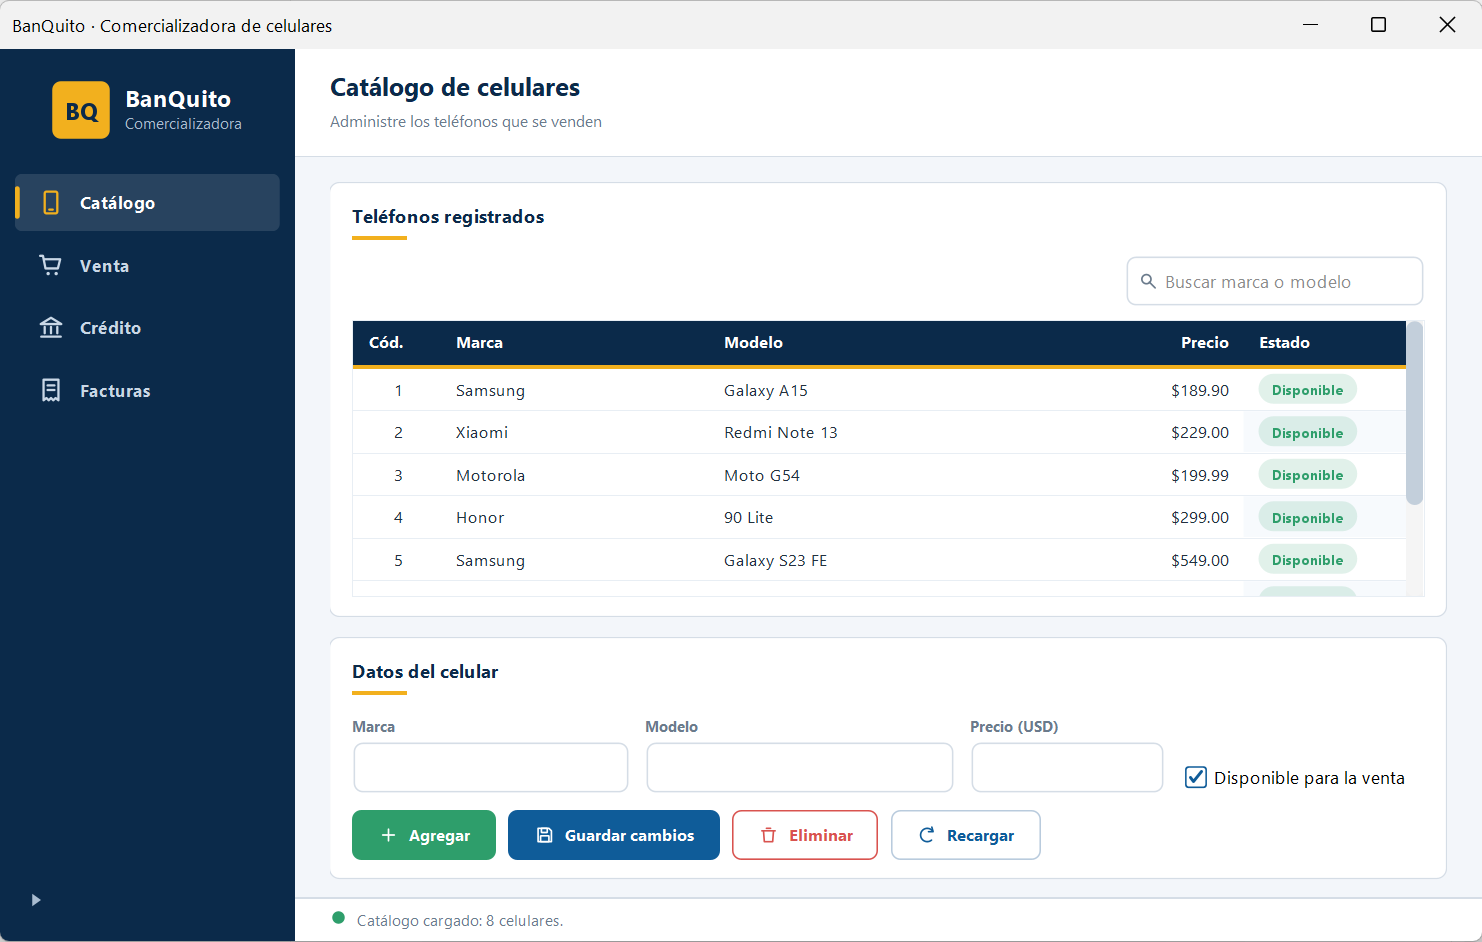 BanQuito · Comercializadora de celulares
BQ
BanQuito
Comercializadora
Catálogo
Venta
Crédito
Facturas
Catálogo de celulares
Administre los teléfonos que se venden
Teléfonos registrados
Buscar marca o modelo
Cód. Marca Modelo Precio Estado
1 Samsung Galaxy A15 $189.90 Disponible
2 Xiaomi Redmi Note 13 $229.00 Disponible
3 Motorola Moto G54 $199.99 Disponible
4 Honor 90 Lite $299.00 Disponible
5 Samsung Galaxy S23 FE $549.00 Disponible
Datos del celular
Marca Modelo Precio (USD)
Disponible para la venta
Agregar Guardar cambios Eliminar Recargar
Catálogo cargado: 8 celulares.